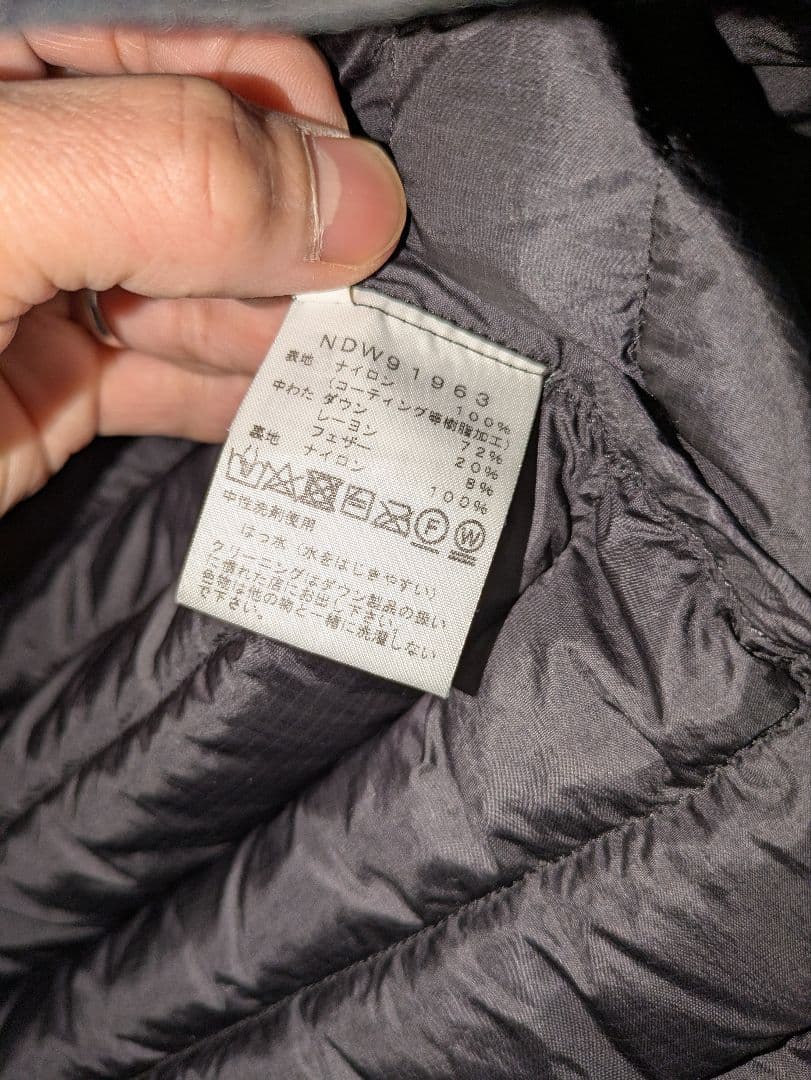 NDW91963
表地 ナイロン 100%
(コーティング等樹脂加工)
中わた ダウン 72%
レーヨン 20%
フェザー 8%
裏地 ナイロン 100%
F W
中性洗剤使用
はっ水(水をはじきやすい)
クリーニングはダウン製品の扱い
に慣れた店にお出し下さい。
色物は他の物と一緒に洗濯しない
で下さい。